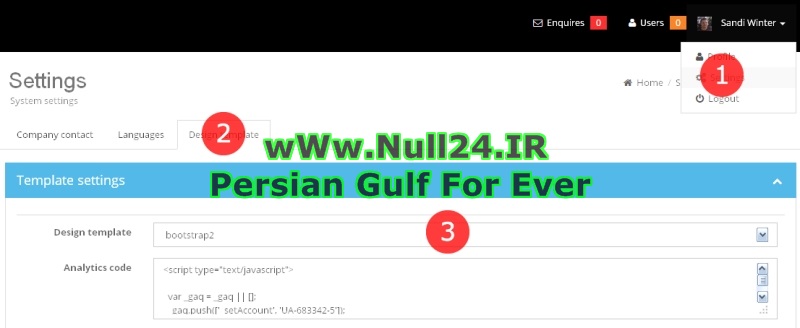 Enquires 0 Users 0 Sandi Winter
Profile
1
Settings
Logout
Settings
System settings
Home / S
Company contact Languages Design template
2
wWw.Null24.IR
Persian Gulf For Ever
Template settings
Design template bootstrap2
3
Analytics code <script type="text/javascript">
var _gaq = _gaq || [];
_gaq.push(['_setAccount', 'UA-683342-5']);